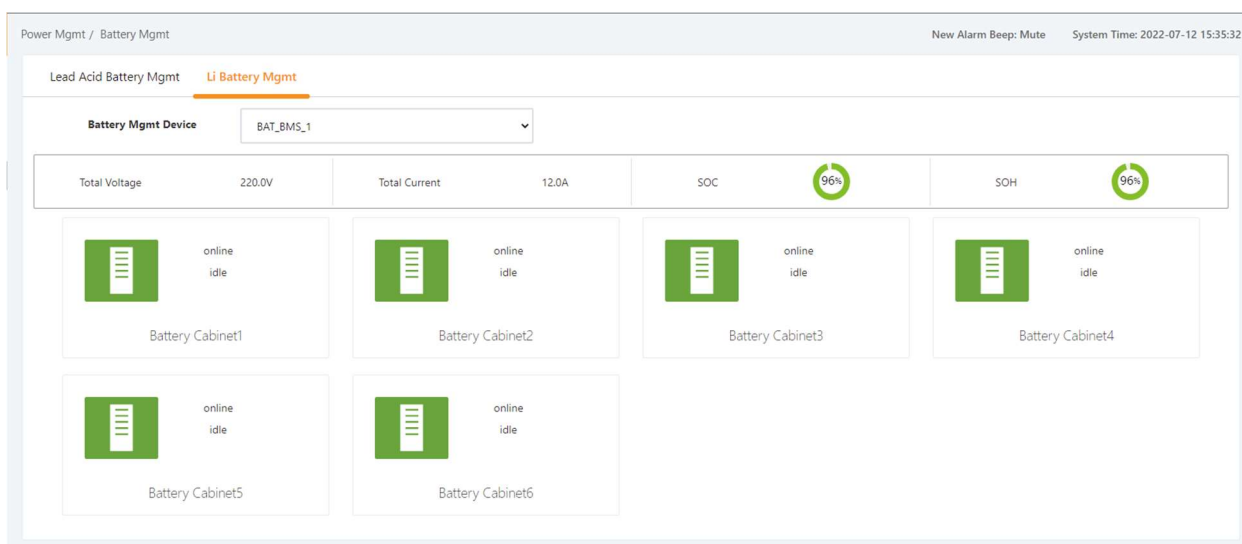 Power Mgmt / Battery Mgmt New Alarm Beep: Mute System Time: 2022-07-12 15:35:32
Lead Acid Battery Mgmt Li Battery Mgmt
Battery Mgmt Device BAT_BMS_1
Total Voltage 220.0V Total Current 12.0A SOC 96% SOH 96%
online online online online
idle idle idle idle
Battery Cabinet1 Battery Cabinet2 Battery Cabinet3 Battery Cabinet4
online online
idle idle
Battery Cabinet5 Battery Cabinet6